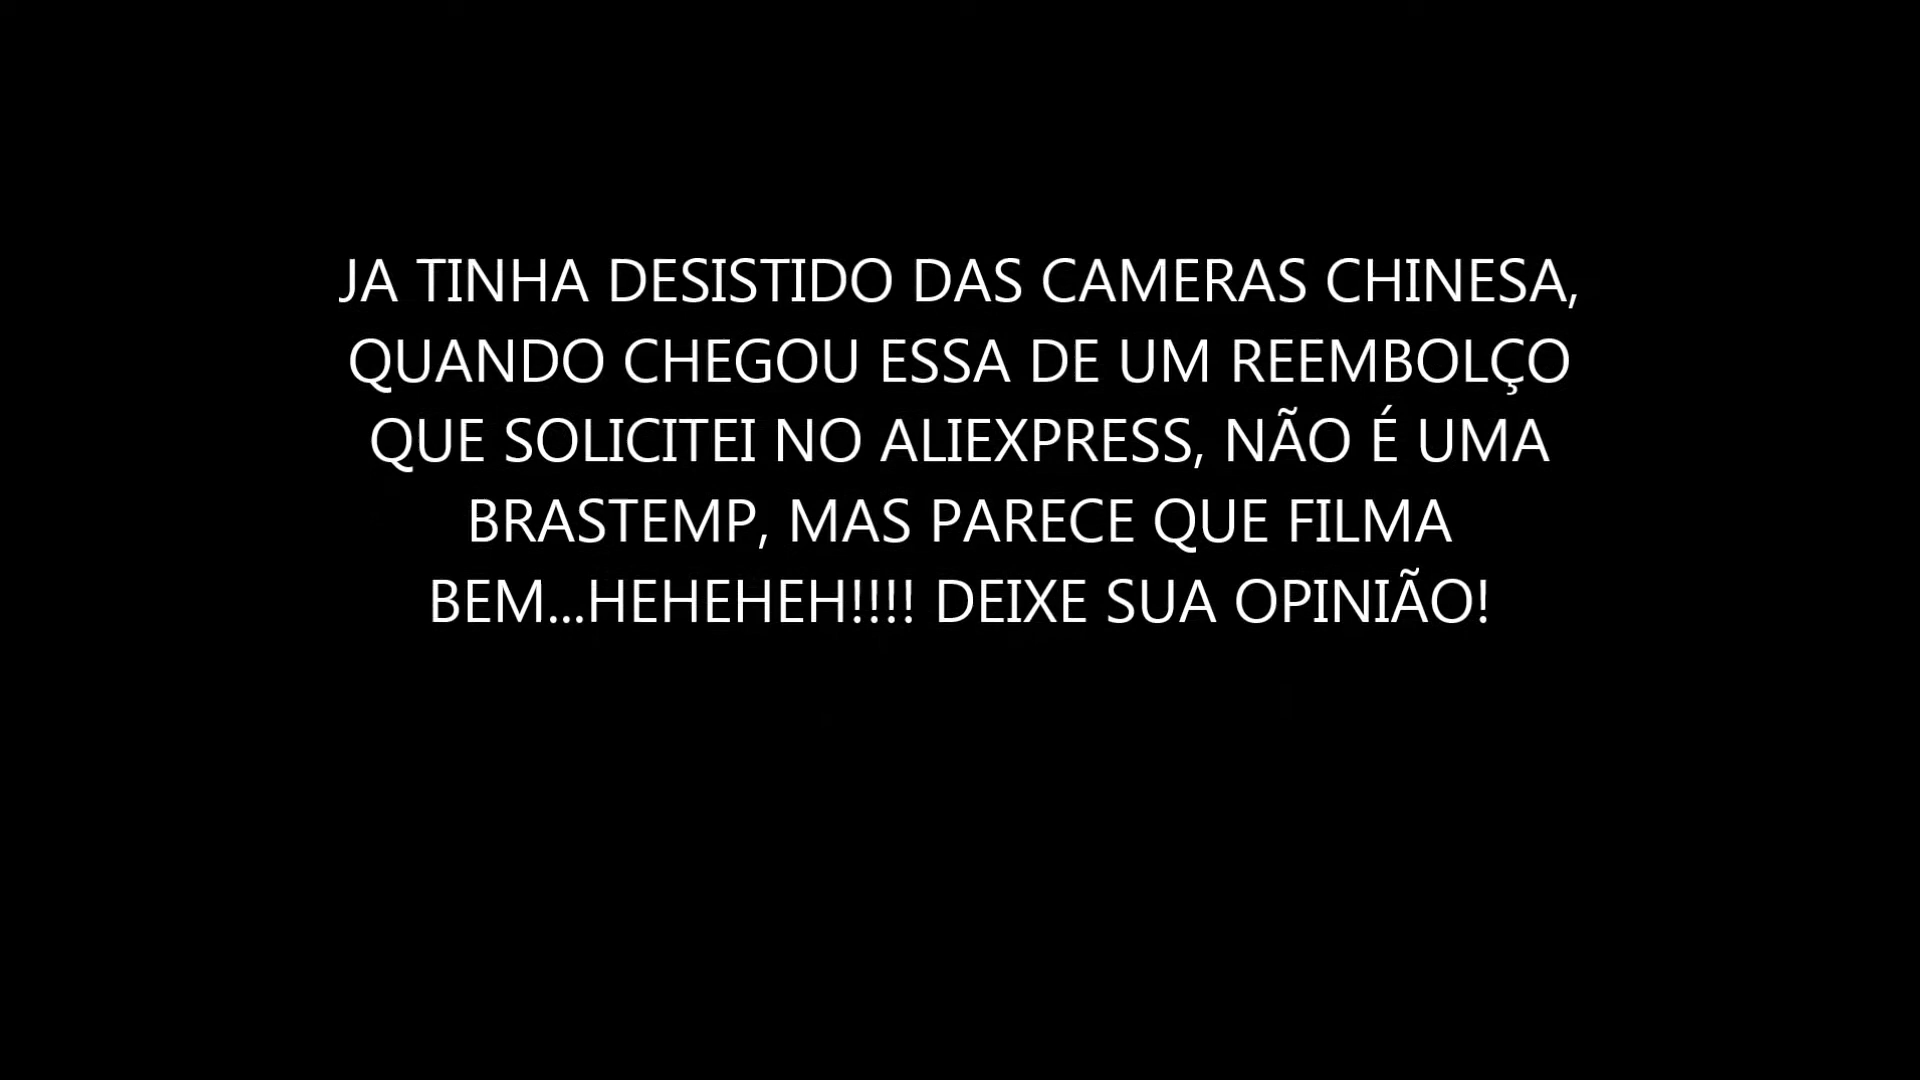 JA TINHA DESISTIDO DAS CAMERAS CHINESA,
QUANDO CHEGOU ESSA DE UM REEMBOLÇO
QUE SOLICITEI NO ALIEXPRESS, NÃO É UMA
BRASTEMP, MAS PARECE QUE FILMA
BEM...HEHEHEH!!!! DEIXE SUA OPINIÃO!